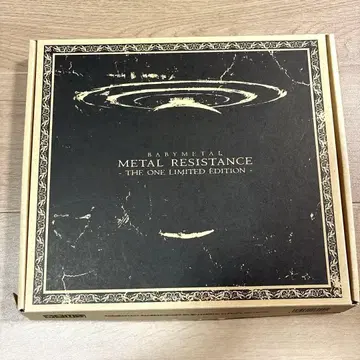 BABYMETAL
METAL RESISTANCE
- THE ONE LIMITED EDITION -